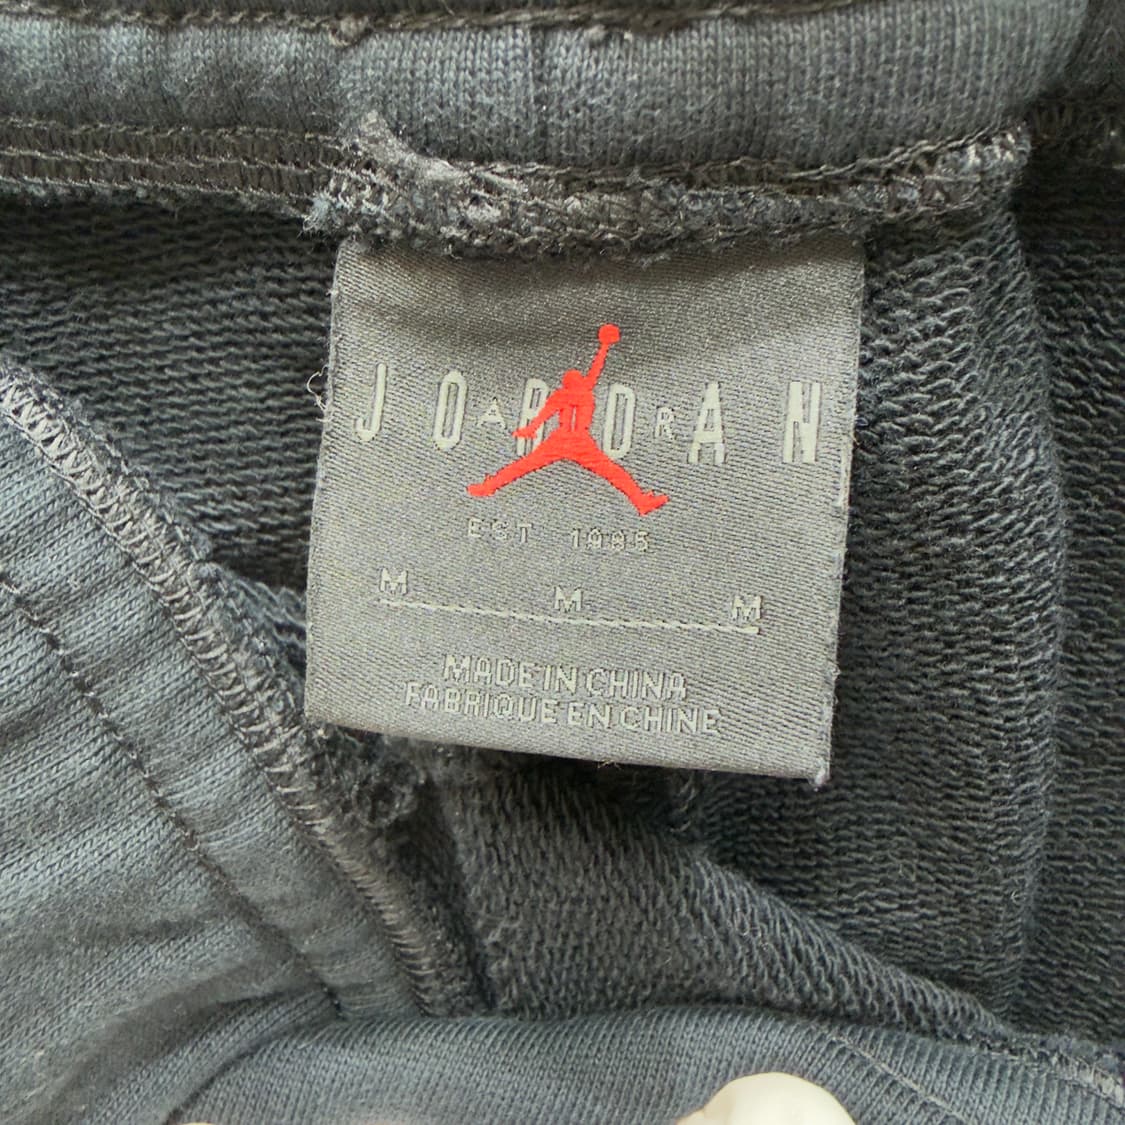 JORDAN
AIR
EST 1985
M M M
MADE IN CHINA
FABRIQUE EN CHINE